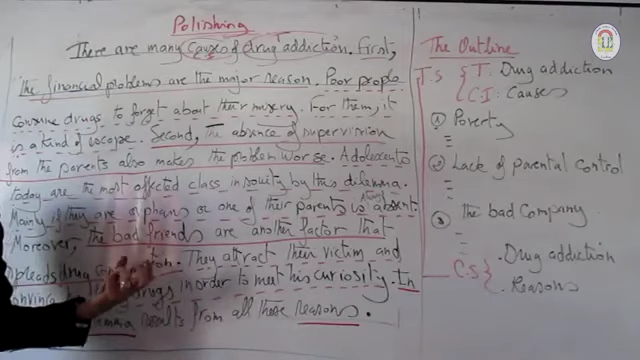 Polishing
There are many causes of drug addiction. First,
the financial problems are the major reason. Poor people
consume drugs to forget about their misery. For them, it
is a kind of escape. Second, the absence of supervision
from the parents also makes the problem worse. Adolescents
today are the most affected class in society by this dilemma.
Mainly if they are orphans or one of their parents is absent.
Moreover, the bad friends are another factor that
spreads drug They attract their victim and
drugs in order to meet his curiosity. In
results from all these reasons.
The Outline
T.S
T: Drug addiction
C.I: Causes
① Poverty
② Lack of parental control
③ The bad Company
C.S
. Drug addiction
. Reasons